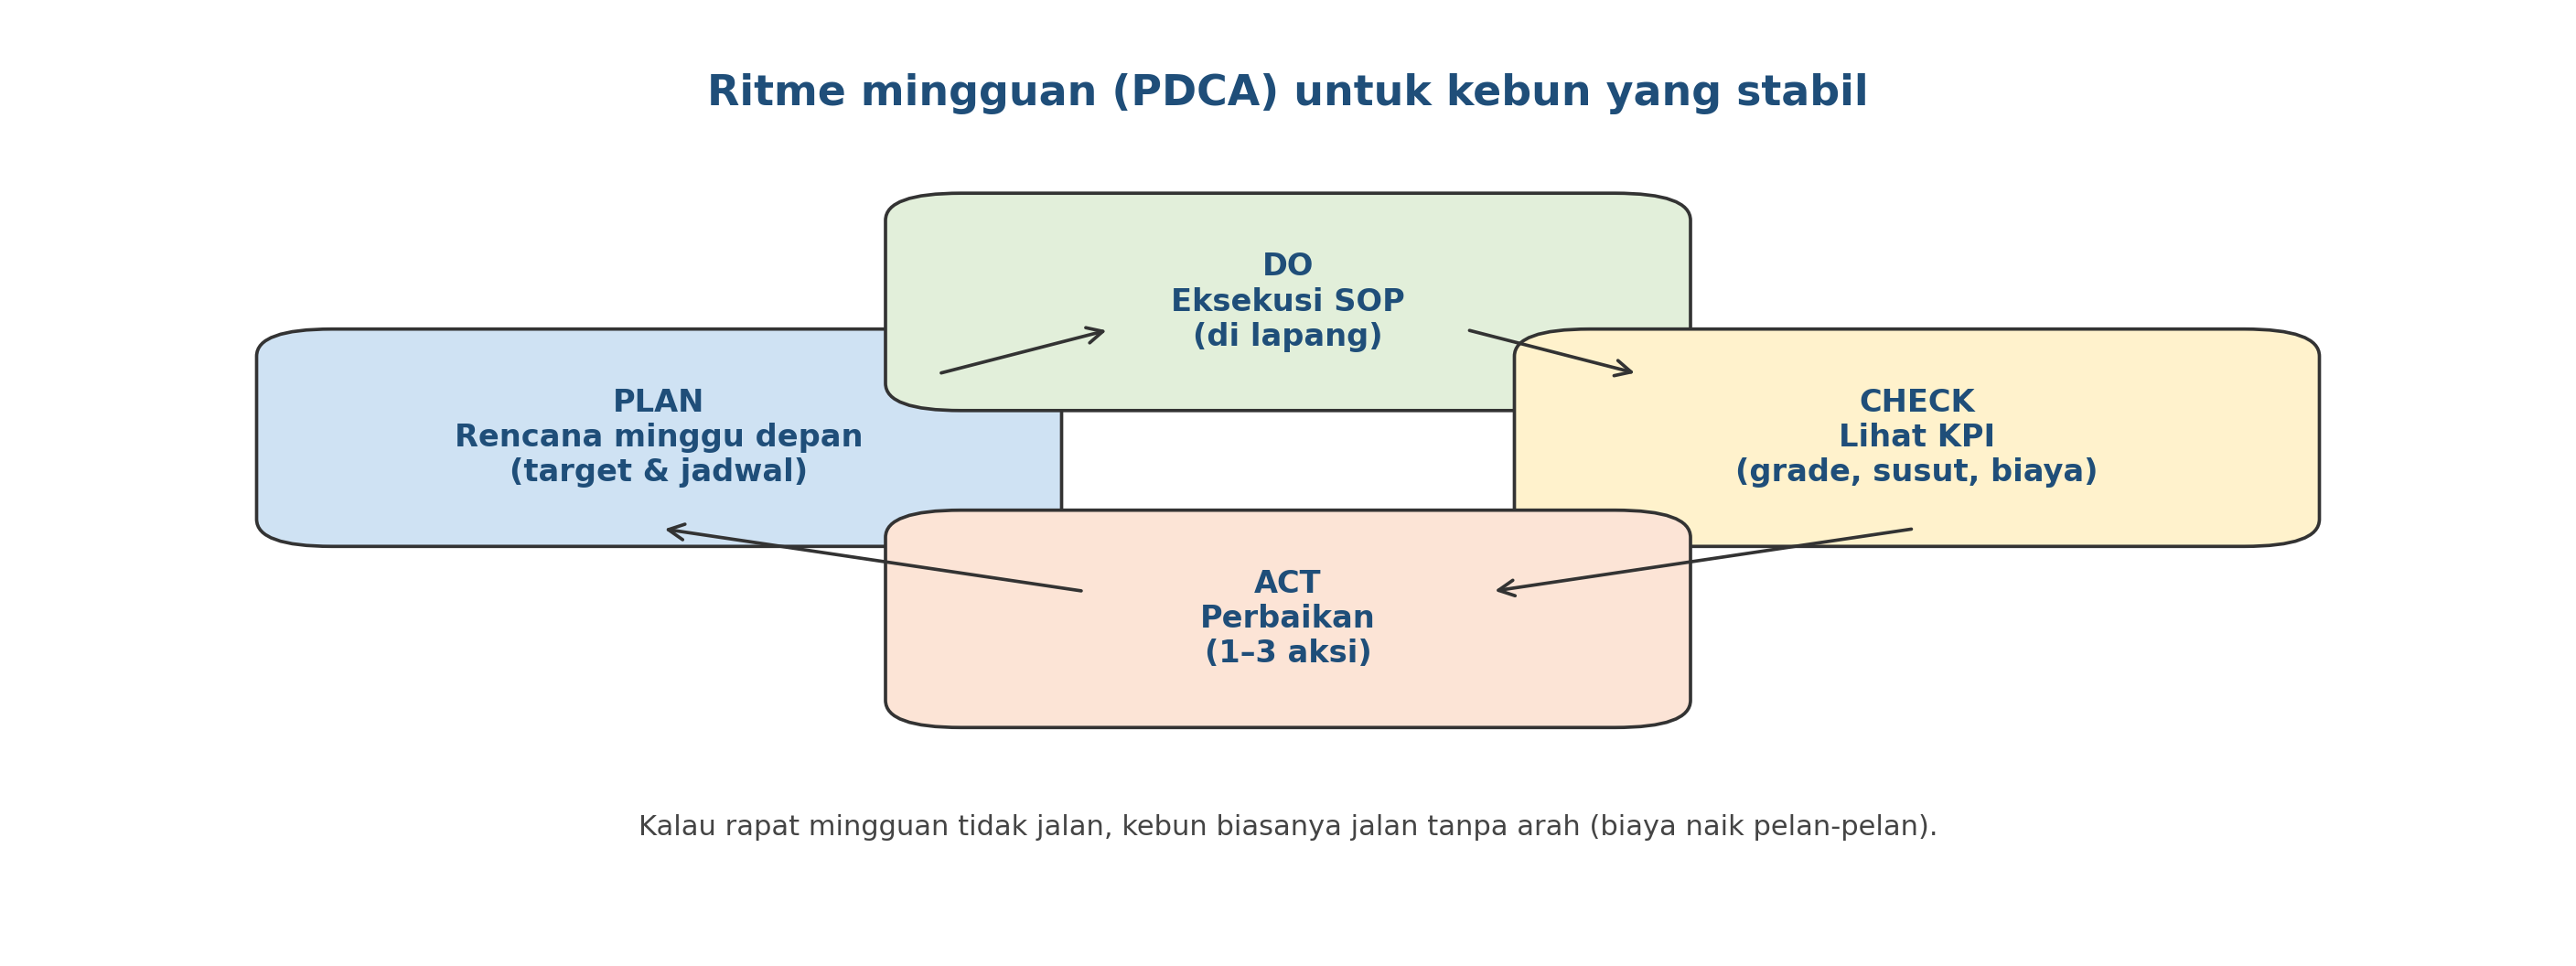 Ritme mingguan (PDCA) untuk kebun yang stabil
DO
Eksekusi SOP
(di lapang)
PLAN
Rencana minggu depan
(target & jadwal)
CHECK
Lihat KPI
(grade, susut, biaya)
ACT
Perbaikan
(1–3 aksi)
Kalau rapat mingguan tidak jalan, kebun biasanya jalan tanpa arah (biaya naik pelan-pelan).